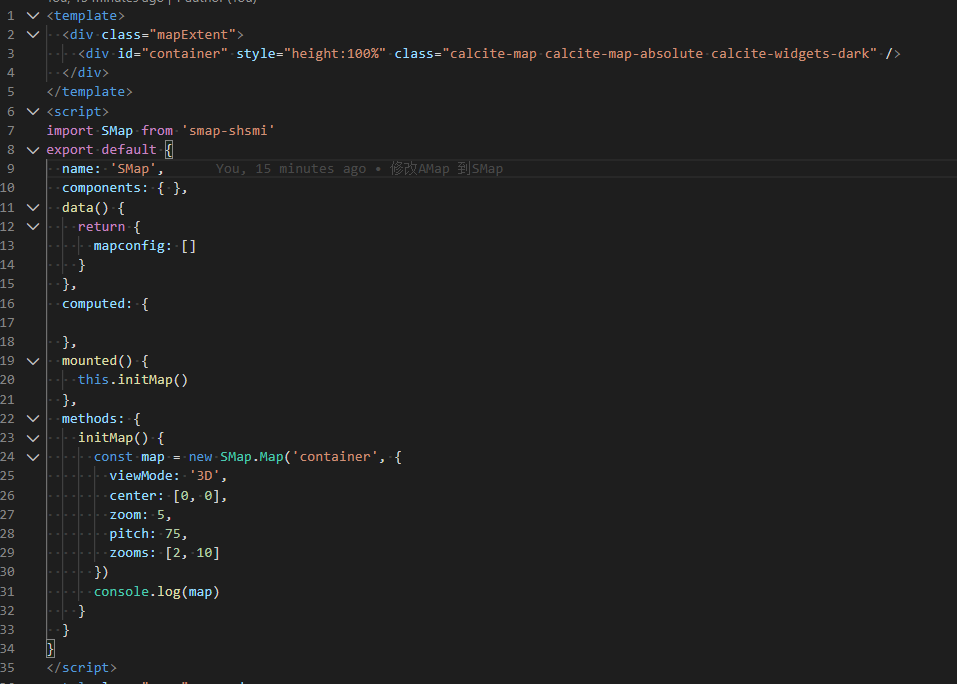 You, 15 minutes ago | 1 author (You)
1 <template>
2 <div class="mapExtent">
3 <div id="container" style="height:100%" class="calcite-map calcite-map-absolute calcite-widgets-dark" />
4 </div>
5 </template>
6 <script>
7 import SMap from 'smap-shsmi'
8 export default {
9 name: 'SMap', You, 15 minutes ago • 修改AMap 到SMap
10 components: { },
11 data() {
12 return {
13 mapconfig: []
14 }
15 },
16 computed: {
17
18 },
19 mounted() {
20 this.initMap()
21 },
22 methods: {
23 initMap() {
24 const map = new SMap.Map('container', {
25 viewMode: '3D',
26 center: [0, 0],
27 zoom: 5,
28 pitch: 75,
29 zooms: [2, 10]
30 })
31 console.log(map)
32 }
33 }
34 }
35 </script>